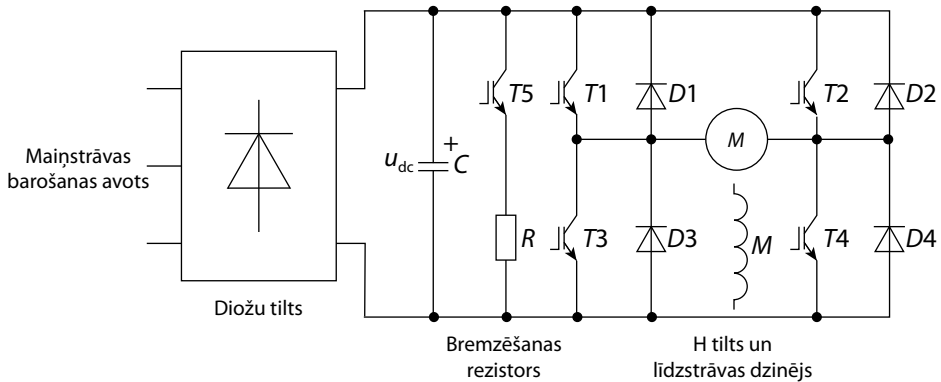 T5
T1
D1
T2
D2
Maiņstrāvas
barošanas avots
u_dc
+
C
M
R
T3
D3
M
T4
D4
Diožu tilts
Bremzēšanas
rezistors
H tilts un
līdzstrāvas dzinējs